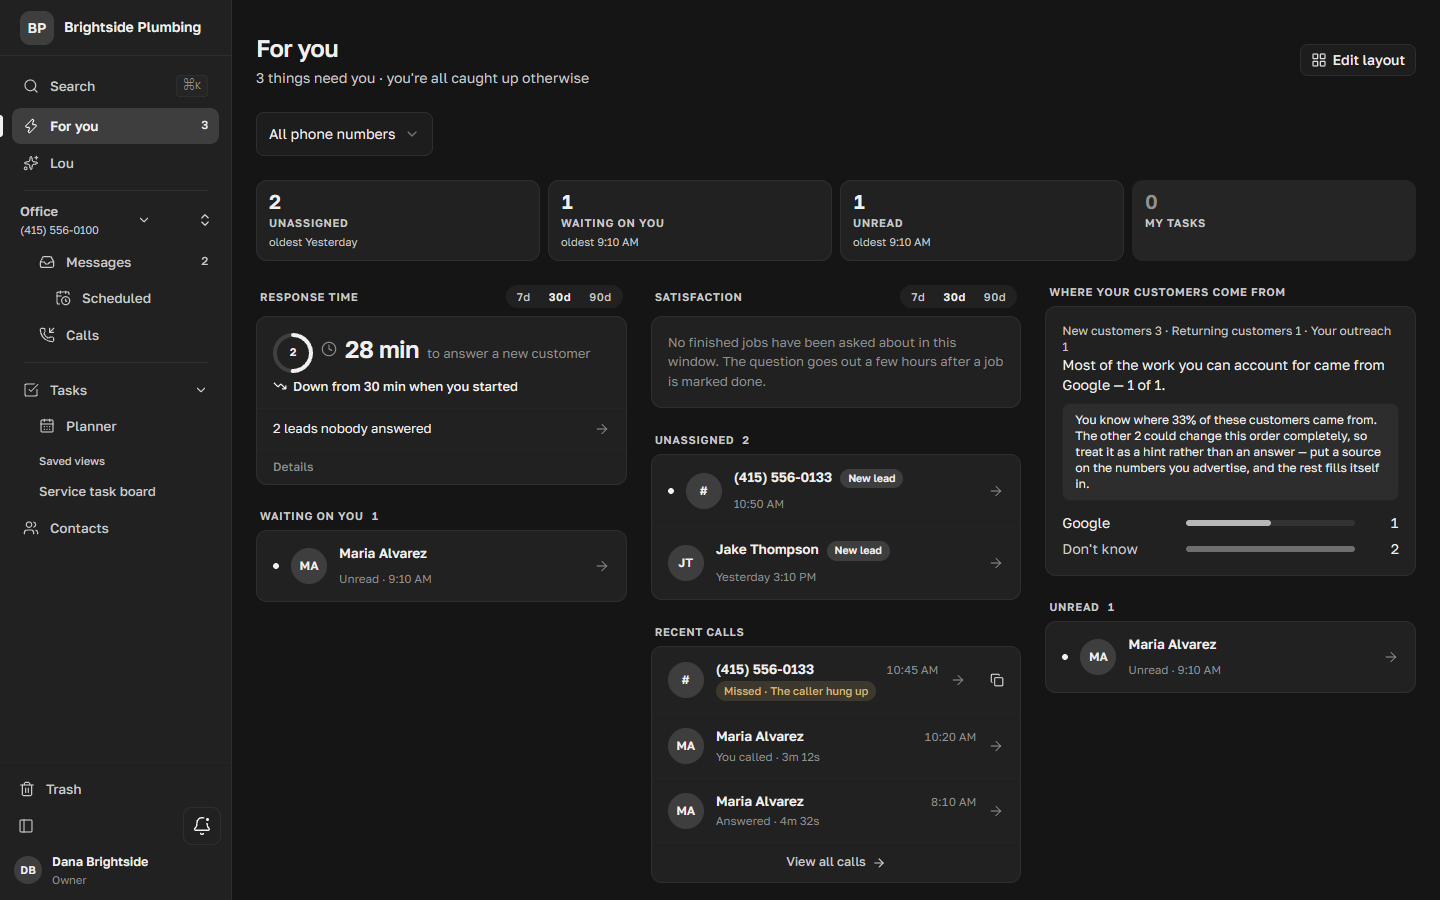 BP Brightside Plumbing
Search ⌘K
For you 3
Lou
Office
(415) 556-0100
Messages 2
Scheduled
Calls
Tasks
Planner
Saved views
Service task board
Contacts
Trash
DB Dana Brightside
Owner
For you
3 things need you · you're all caught up otherwise
Edit layout
All phone numbers
2
UNASSIGNED
oldest Yesterday
1
WAITING ON YOU
oldest 9:10 AM
1
UNREAD
oldest 9:10 AM
0
MY TASKS
RESPONSE TIME 7d 30d 90d
2 28 min to answer a new customer
Down from 30 min when you started
2 leads nobody answered
Details
WAITING ON YOU 1
MA Maria Alvarez
Unread · 9:10 AM
SATISFACTION 7d 30d 90d
No finished jobs have been asked about in this
window. The question goes out a few hours after a job
is marked done.
UNASSIGNED 2
# (415) 556-0133 New lead
10:50 AM
JT Jake Thompson New lead
Yesterday 3:10 PM
RECENT CALLS
# (415) 556-0133 10:45 AM
Missed · The caller hung up
MA Maria Alvarez 10:20 AM
You called · 3m 12s
MA Maria Alvarez 8:10 AM
Answered · 4m 32s
View all calls
WHERE YOUR CUSTOMERS COME FROM
New customers 3 · Returning customers 1 · Your outreach
1
Most of the work you can account for came from
Google — 1 of 1.
You know where 33% of these customers came from.
The other 2 could change this order completely, so
treat it as a hint rather than an answer — put a source
on the numbers you advertise, and the rest fills itself
in.
Google 1
Don't know 2
UNREAD 1
MA Maria Alvarez
Unread · 9:10 AM